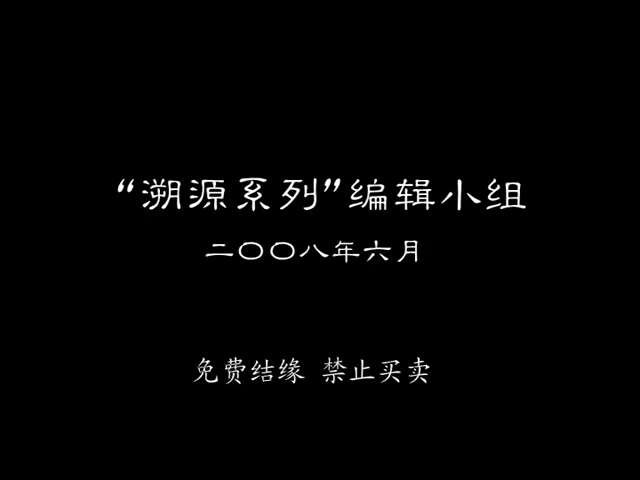 “溯源系列”编辑小组
二〇〇八年六月
免费结缘 禁止买卖